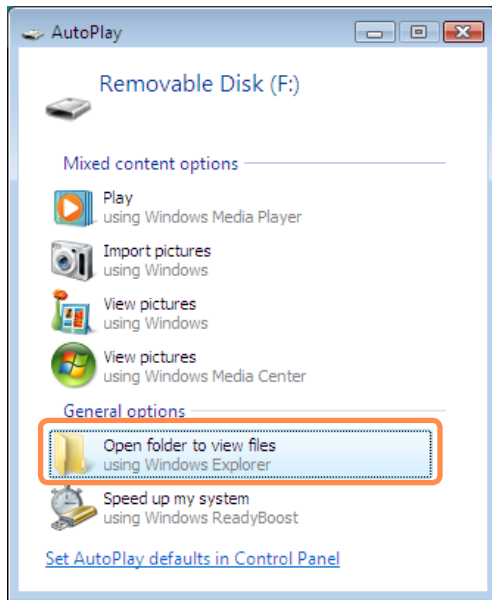 AutoPlay
Removable Disk (F:)
Mixed content options
Play
using Windows Media Player
Import pictures
using Windows
View pictures
using Windows
View pictures
using Windows Media Center
General options
Open folder to view files
using Windows Explorer
Speed up my system
using Windows ReadyBoost
Set AutoPlay defaults in Control Panel